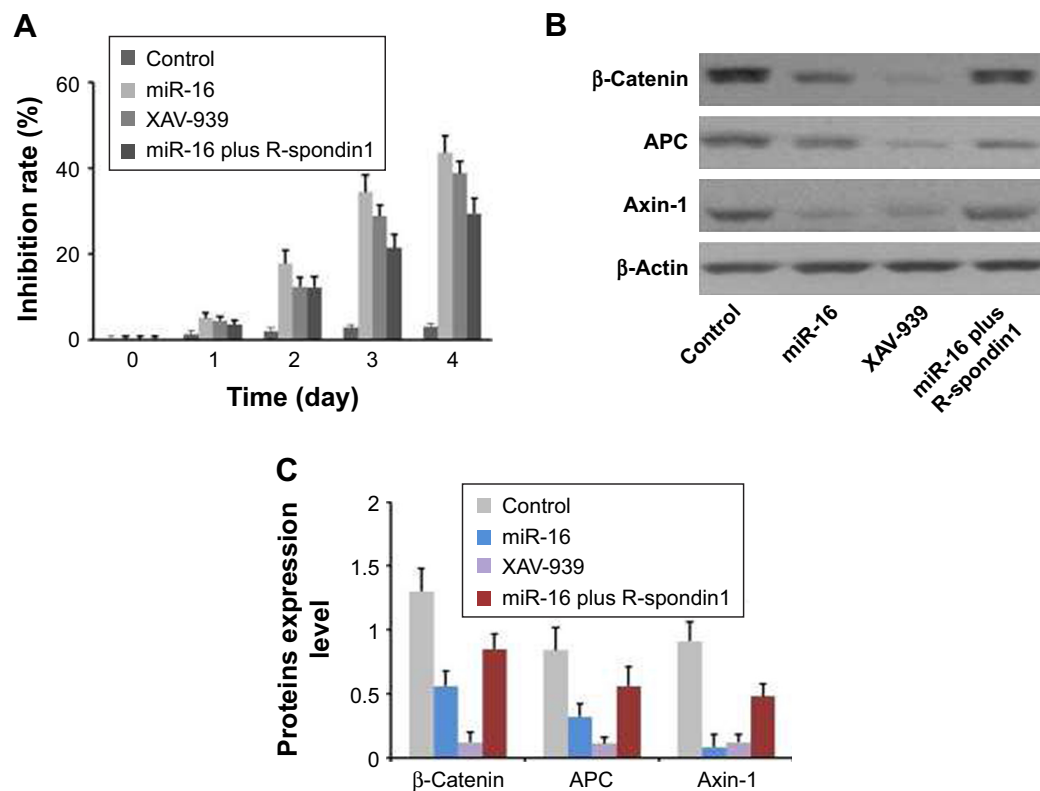 A
Control
miR-16
XAV-939
miR-16 plus R-spondin1
Inhibition rate (%)
60
40
20
0
0 1 2 3 4
Time (day)
B
β-Catenin
APC
Axin-1
β-Actin
Control
miR-16
XAV-939
miR-16 plus
R-spondin1
C
Control
miR-16
XAV-939
miR-16 plus R-spondin1
Proteins expression
level
2
1.5
1
0.5
0
β-Catenin APC Axin-1